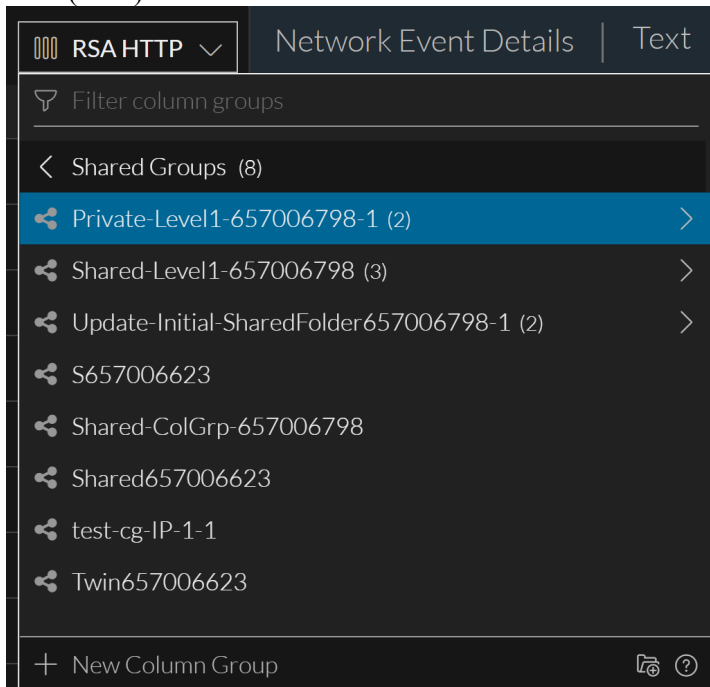 RSA HTTP
Network Event Details | Text
Filter column groups
Shared Groups (8)
Private-Level1-657006798-1 (2)
Shared-Level1-657006798 (3)
Update-Initial-SharedFolder657006798-1 (2)
S657006623
Shared-ColGrp-657006798
Shared657006623
test-cg-IP-1-1
Twin657006623
New Column Group